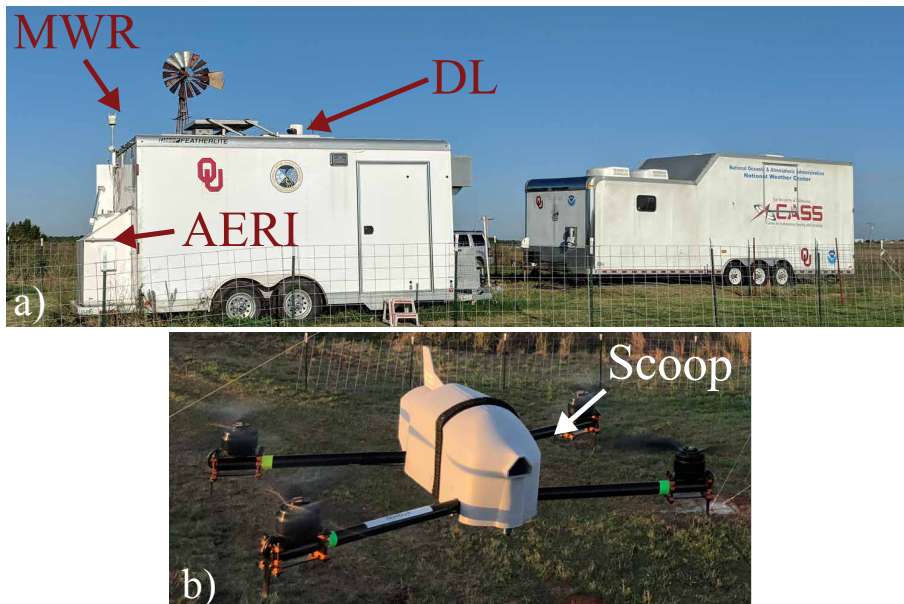 MWR
DL
FEATHERLITE
OU
AERI
National Oceanic & Atmospheric Administration
National Weather Center
CASS
OU
a)
Scoop
b)